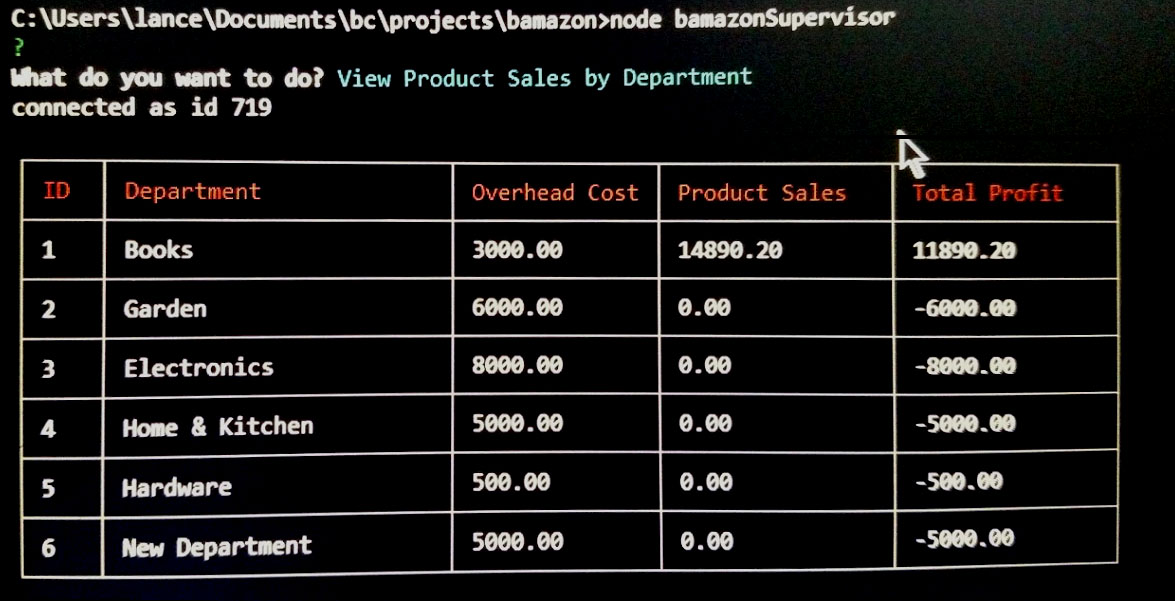 C:\Users\lance\Documents\bc\projects\bamazon>node bamazonSupervisor
?
What do you want to do? View Product Sales by Department
connected as id 719
ID Department Overhead Cost Product Sales Total Profit
1 Books 3000.00 14890.20 11890.20
2 Garden 6000.00 0.00 -6000.00
3 Electronics 8000.00 0.00 -8000.00
4 Home & Kitchen 5000.00 0.00 -5000.00
5 Hardware 500.00 0.00 -500.00
6 New Department 5000.00 0.00 -5000.00